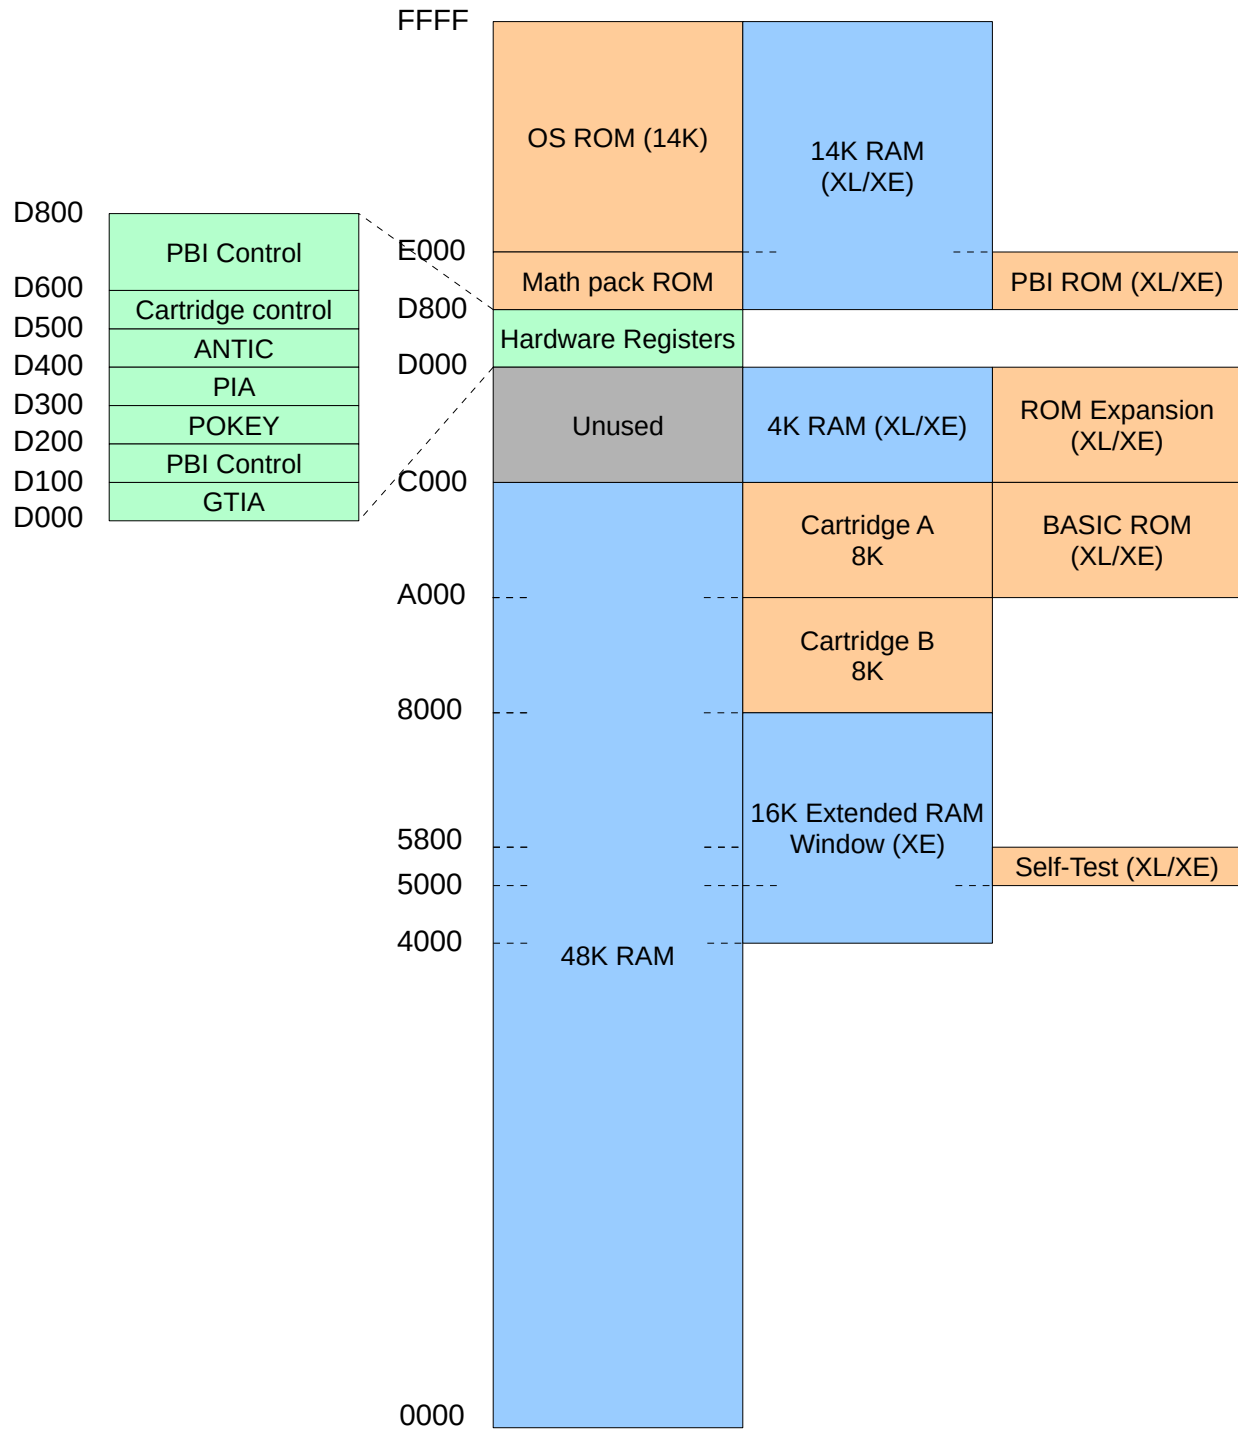 FFFF
OS ROM (14K)
14K RAM
(XL/XE)
E000
Math pack ROM
PBI ROM (XL/XE)
D800
Hardware Registers
D000
Unused
4K RAM (XL/XE)
ROM Expansion
(XL/XE)
C000
Cartridge A
8K
BASIC ROM
(XL/XE)
A000
Cartridge B
8K
8000
16K Extended RAM
Window (XE)
5800
Self-Test (XL/XE)
5000
4000
48K RAM
0000
D800
PBI Control
D600
Cartridge control
D500
ANTIC
D400
PIA
D300
POKEY
D200
PBI Control
D100
GTIA
D000